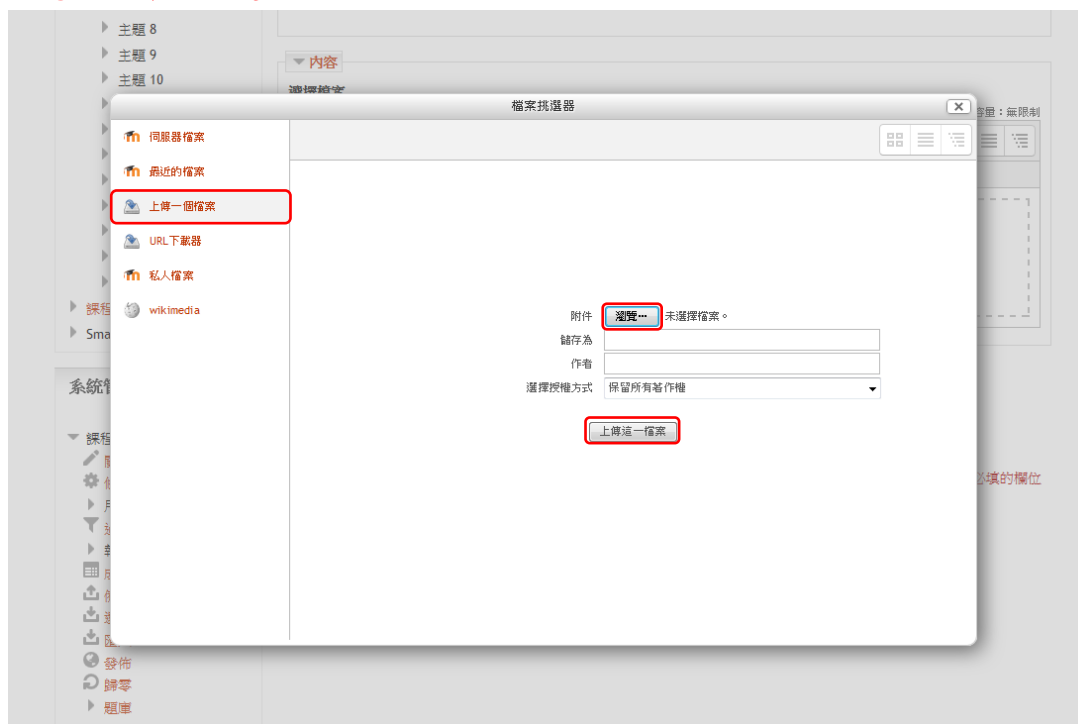 主題 8
主題 9
主題 10
內容
選擇檔案
檔案挑選器
容量：無限制
伺服器檔案
最近的檔案
上傳一個檔案
URL下載器
私人檔案
wikimedia
附件 瀏覽… 未選擇檔案。
儲存為
作者
選擇授權方式 保留所有著作權
上傳這一檔案
課程
Sma
系統管
課程
必填的欄位
發佈
歸零
題庫